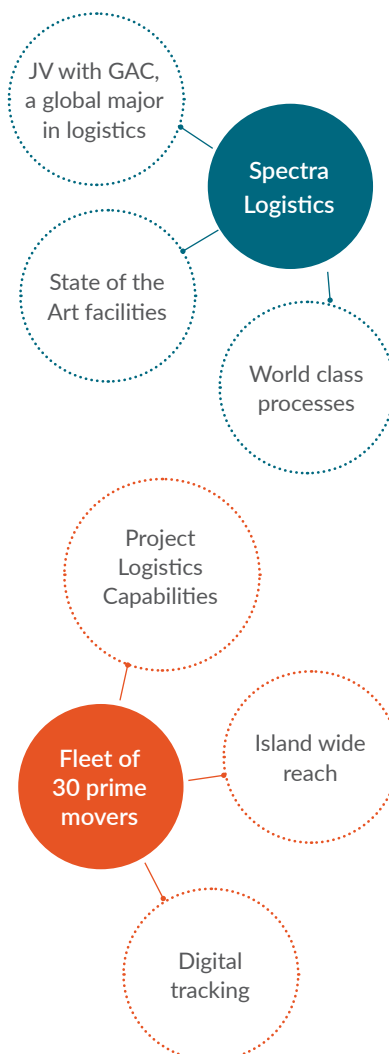 JV with GAC,
a global major
in logistics
Spectra
Logistics
State of the
Art facilities
World class
processes
Project
Logistics
Capabilities
Fleet of
30 prime
movers
Island wide
reach
Digital
tracking